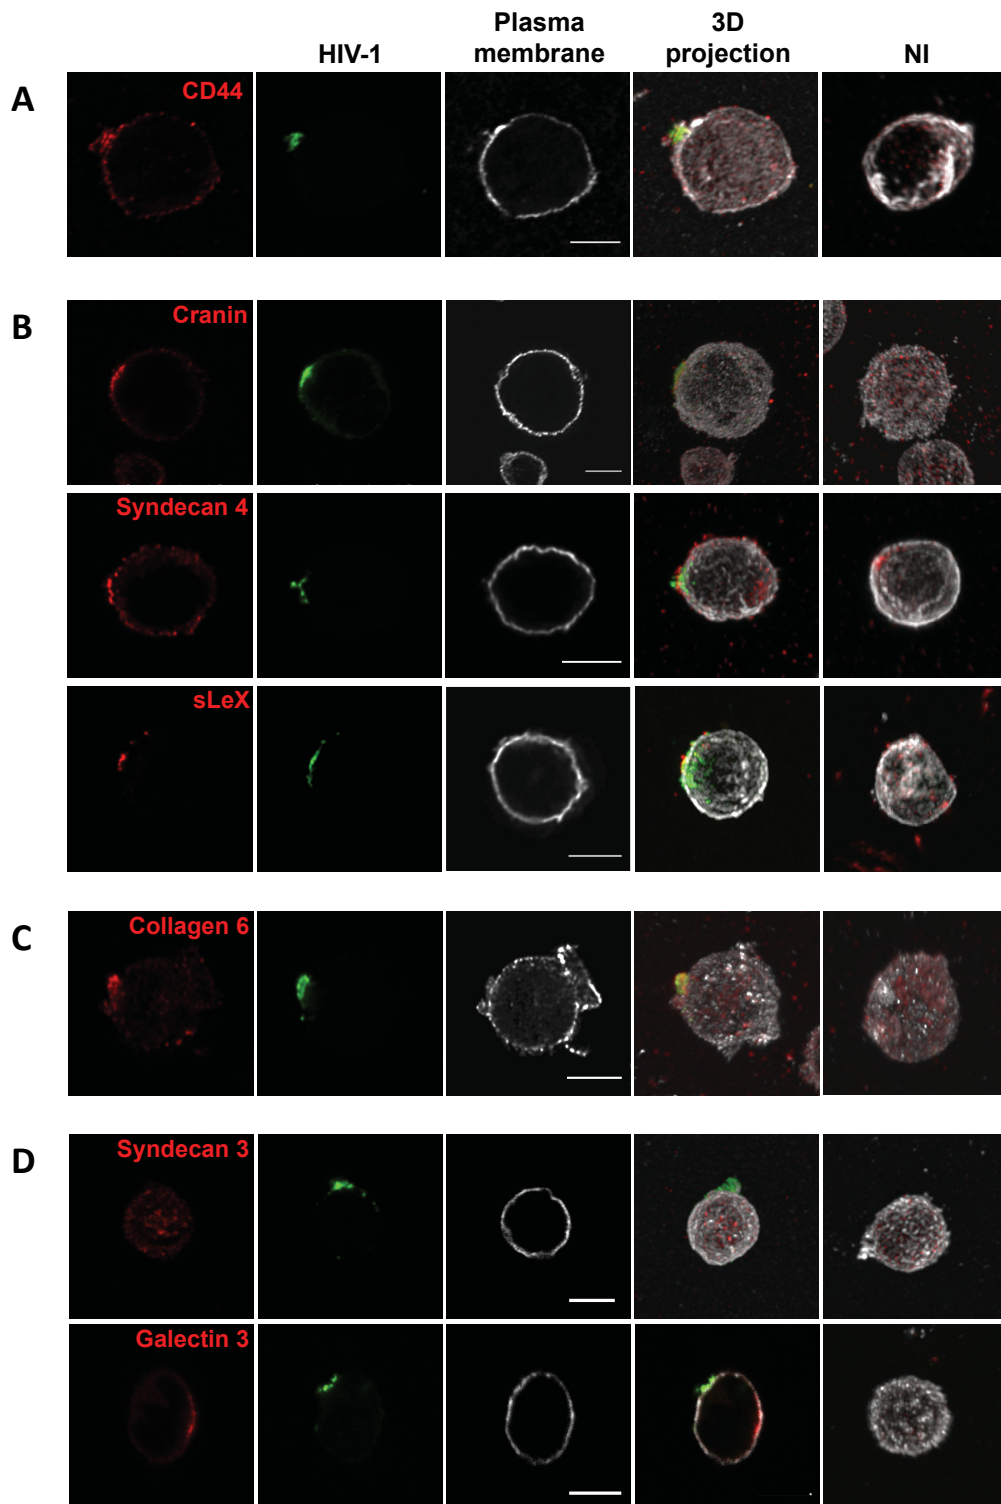 HIV-1
Plasma
membrane
3D
projection
NI
A
CD44
B
Cranin
Syndecan 4
sLeX
C
Collagen 6
D
Syndecan 3
Galectin 3